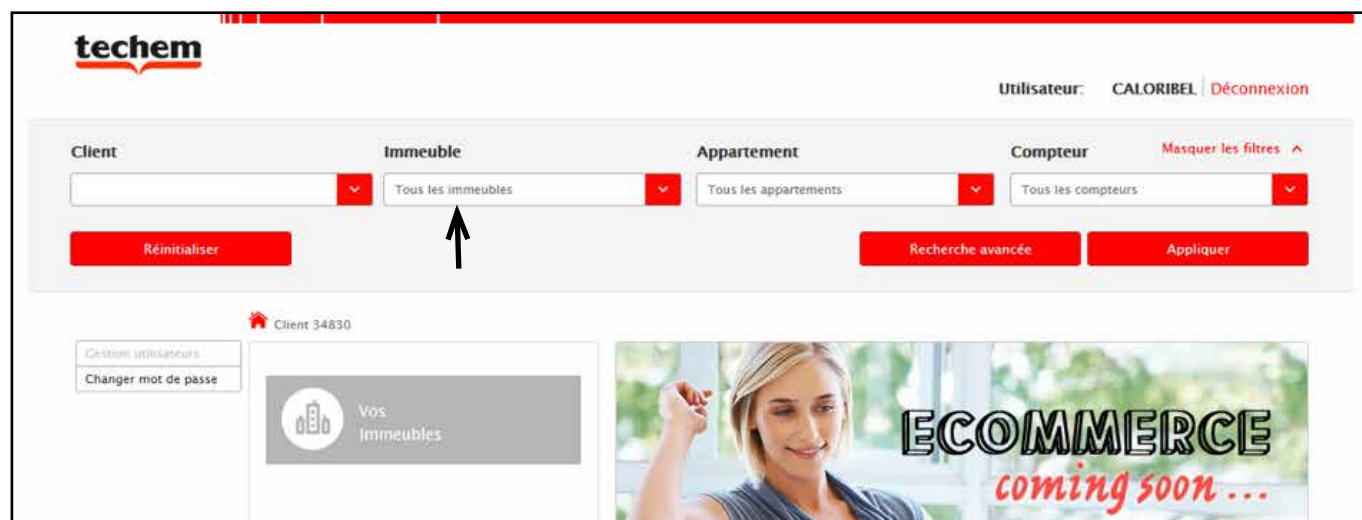 techem
Utilisateur: CALORIBEL Déconnexion
Client Immeuble Appartement Compteur Masquer les filtres
Tous les immeubles Tous les appartements Tous les compteurs
Réinitialiser Recherche avancée Appliquer
Client 34830
Gestion utilisateurs
Changer mot de passe
Vos
Immeubles
ECOMMERCE
coming soon ...